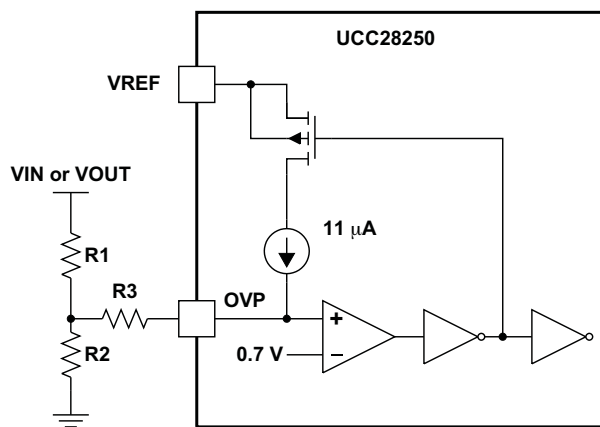 UCC28250
VREF
VIN or VOUT
11 μA
R1
R3
OVP
R2
0.7 V
+
−